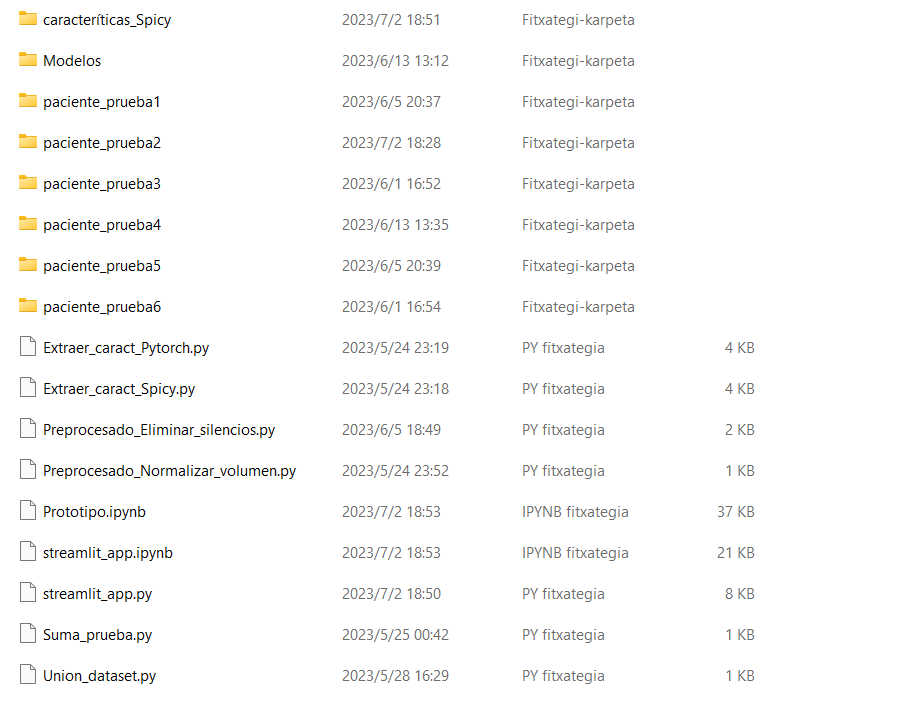 características_Spicy 2023/7/2 18:51 Fitxategi-karpeta
Modelos 2023/6/13 13:12 Fitxategi-karpeta
paciente_prueba1 2023/6/5 20:37 Fitxategi-karpeta
paciente_prueba2 2023/7/2 18:28 Fitxategi-karpeta
paciente_prueba3 2023/6/1 16:52 Fitxategi-karpeta
paciente_prueba4 2023/6/13 13:35 Fitxategi-karpeta
paciente_prueba5 2023/6/5 20:39 Fitxategi-karpeta
paciente_prueba6 2023/6/1 16:54 Fitxategi-karpeta
Extraer_caract_Pytorch.py 2023/5/24 23:19 PY fitxategia 4 KB
Extraer_caract_Spicy.py 2023/5/24 23:18 PY fitxategia 4 KB
Preprocesado_Eliminar_silencios.py 2023/6/5 18:49 PY fitxategia 2 KB
Preprocesado_Normalizar_volumen.py 2023/5/24 23:52 PY fitxategia 1 KB
Prototipo.ipynb 2023/7/2 18:53 IPYNB fitxategia 37 KB
streamlit_app.ipynb 2023/7/2 18:53 IPYNB fitxategia 21 KB
streamlit_app.py 2023/7/2 18:50 PY fitxategia 8 KB
Suma_prueba.py 2023/5/25 00:42 PY fitxategia 1 KB
Union_dataset.py 2023/5/28 16:29 PY fitxategia 1 KB